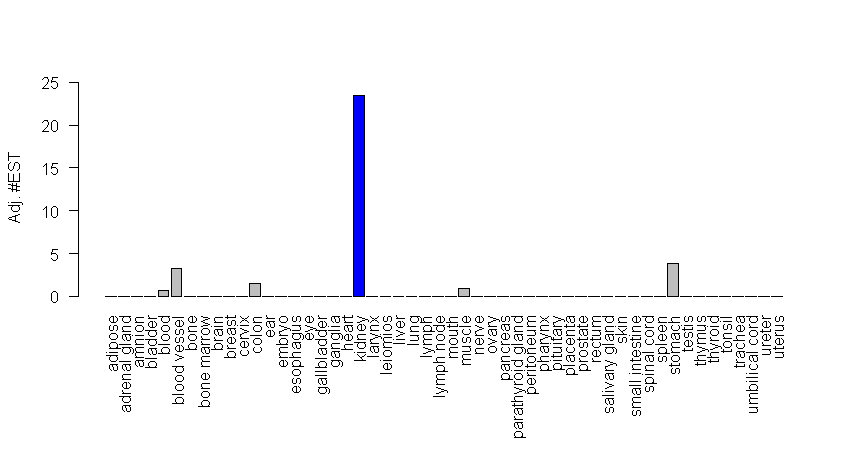 Adj. #EST
25
20
15
10
5
0
adipose
adrenal gland
amnion
bladder
blood
blood vessel
bone
bone marrow
brain
breast
cervix
colon
ear
embryo
esophagus
eye
gallbladder
ganglia
heart
kidney
larynx
leiomios
liver
lung
lymph
lymph node
mouth
muscle
nerve
ovary
pancreas
parathyroid gland
peritoneum
pharynx
pituitary
placenta
prostate
rectum
salivary gland
skin
small intestine
spinal cord
spleen
stomach
testis
thymus
thyroid
tonsil
trachea
umbilical cord
ureter
uterus